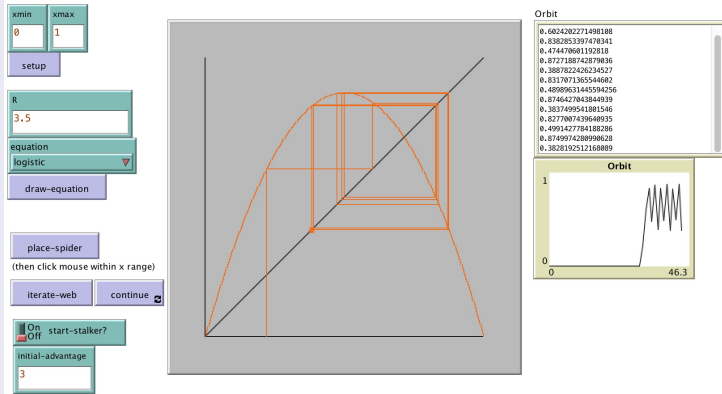 xmin
0
xmax
1
setup
R
3.5
equation
logistic
draw-equation
place-spider
(then click mouse within x range)
iterate-web
continue
On
Off
start-stalker?
initial-advantage
3
Orbit
0.6024202271498108
0.8382853397470341
0.474440601192818
0.8727188742879036
0.3887822426234527
0.8317071365544602
0.48989631445594256
0.8746427043844939
0.3837499541801546
0.8277007439640935
0.4991427784188286
0.8749974280990628
0.3828192512168089
Orbit
1
0
0
46.3